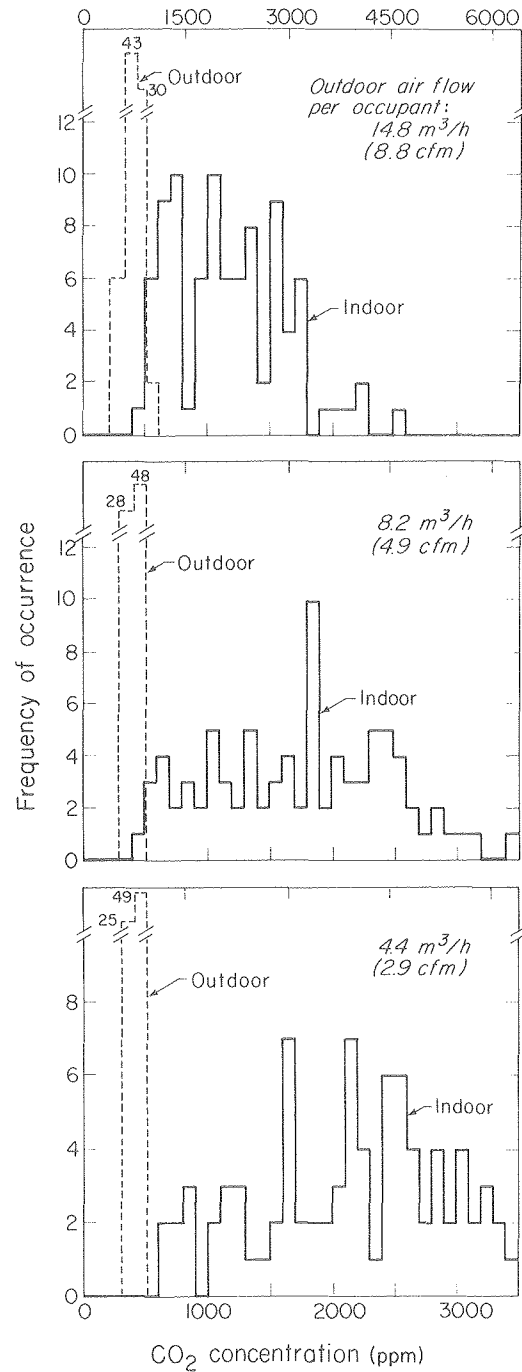 0 1500 3000 4500 6000
43
Outdoor
30
Outdoor air flow
per occupant:
14.8 m³/h
(8.8 cfm)
12
10
8
6
4
2
0
Indoor
48
28
8.2 m³/h
(4.9 cfm)
Outdoor
12
10
8
6
4
2
0
Indoor
Frequency of occurrence
49
25
4.4 m³/h
(2.9 cfm)
Outdoor
8
6
4
2
0
Indoor
0 1000 2000 3000
CO₂ concentration (ppm)